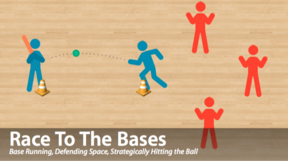 Race To The Bases
Base Running, Defending Space, Strategically Hitting the Ball